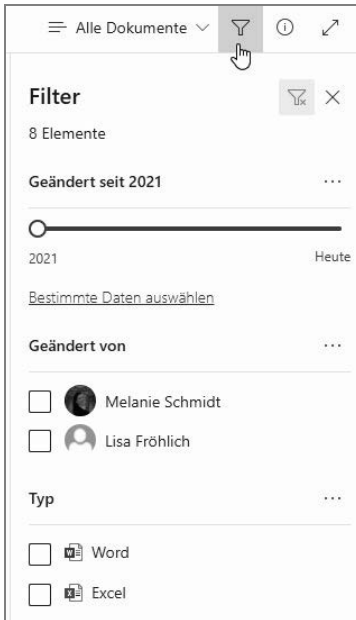 Alle Dokumente
Filter
8 Elemente
Geändert seit 2021
2021 Heute
Bestimmte Daten auswählen
Geändert von
Melanie Schmidt
Lisa Fröhlich
Typ
Word
Excel